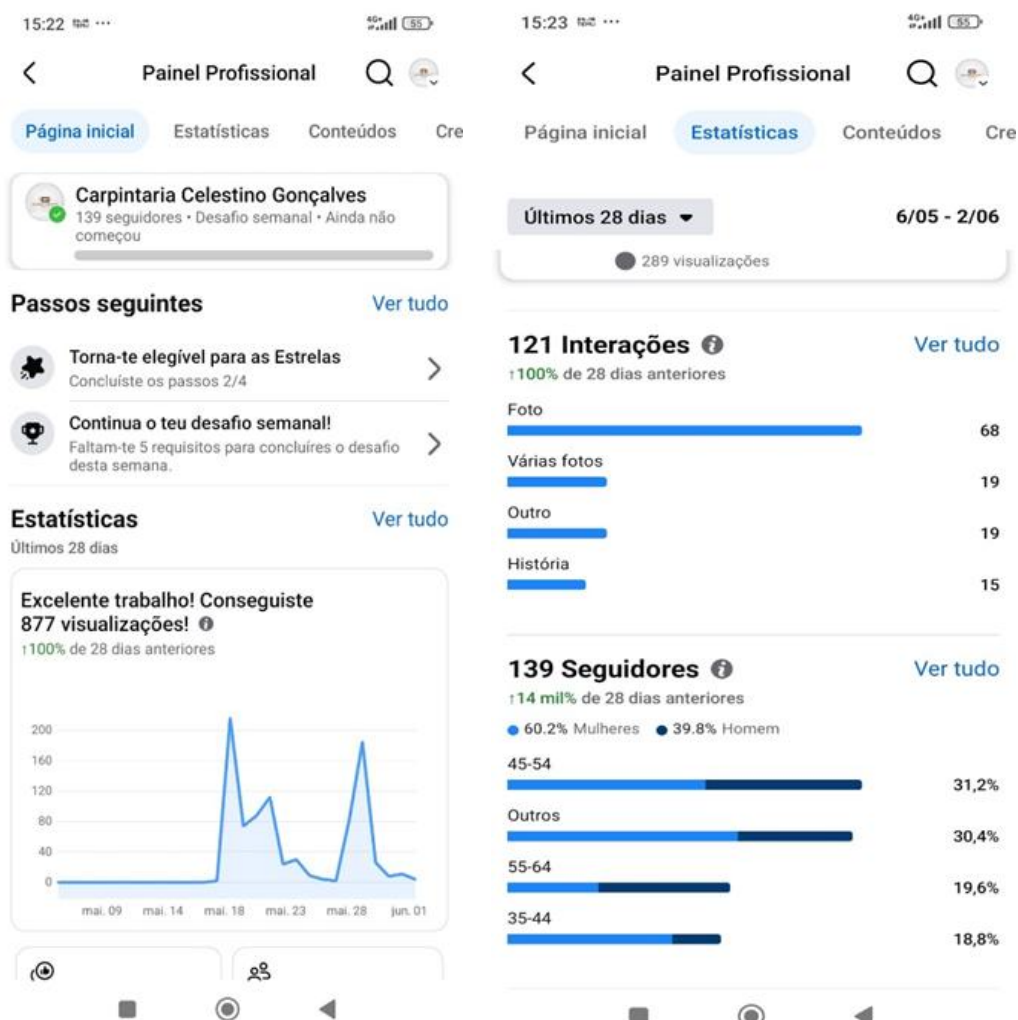 15:22
55
Painel Profissional
Página inicial
Estatísticas
Conteúdos
Cre
Carpintaria Celestino Gonçalves
139 seguidores • Desafio semanal • Ainda não
começou
Passos seguintes
Ver tudo
Torna-te elegível para as Estrelas
Concluíste os passos 2/4
Continua o teu desafio semanal!
Faltam-te 5 requisitos para concluíres o desafio
desta semana.
Estatísticas
Ver tudo
Últimos 28 dias
Excelente trabalho! Conseguiste
877 visualizações!
↑100% de 28 dias anteriores
200
160
120
80
40
0
mai. 09
mai. 14
mai. 18
mai. 23
mai. 28
jun. 01
15:23
55
Painel Profissional
Página inicial
Estatísticas
Conteúdos
Cre
Últimos 28 dias
6/05 - 2/06
289 visualizações
121 Interações
Ver tudo
↑100% de 28 dias anteriores
Foto
68
Várias fotos
19
Outro
19
História
15
139 Seguidores
Ver tudo
↑14 mil% de 28 dias anteriores
60.2% Mulheres
39.8% Homem
45-54
31,2%
Outros
30,4%
55-64
19,6%
35-44
18,8%